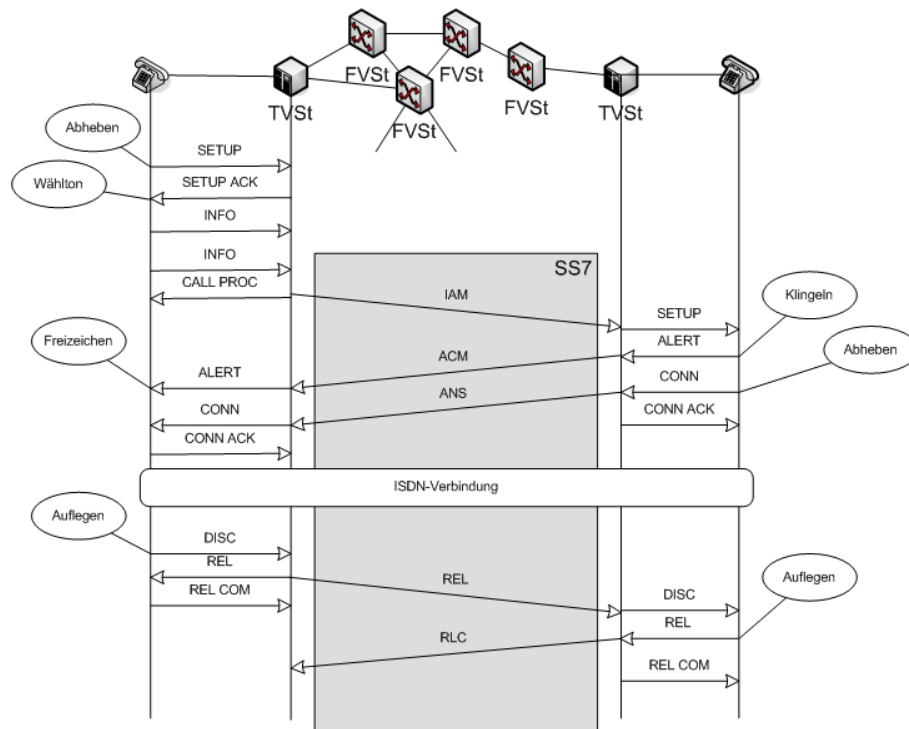 FVSt
FVSt
TVSt
FVSt
FVSt
TVSt
Abheben
SETUP
Wählton
SETUP ACK
INFO
INFO
SS7
CALL PROC
IAM
Klingeln
SETUP
Freizeichen
ALERT
ACM
Abheben
ALERT
CONN
ANS
CONN
CONN ACK
CONN ACK
ISDN-Verbindung
Auflegen
DISC
REL
REL
Auflegen
REL COM
DISC
REL
RLC
REL COM